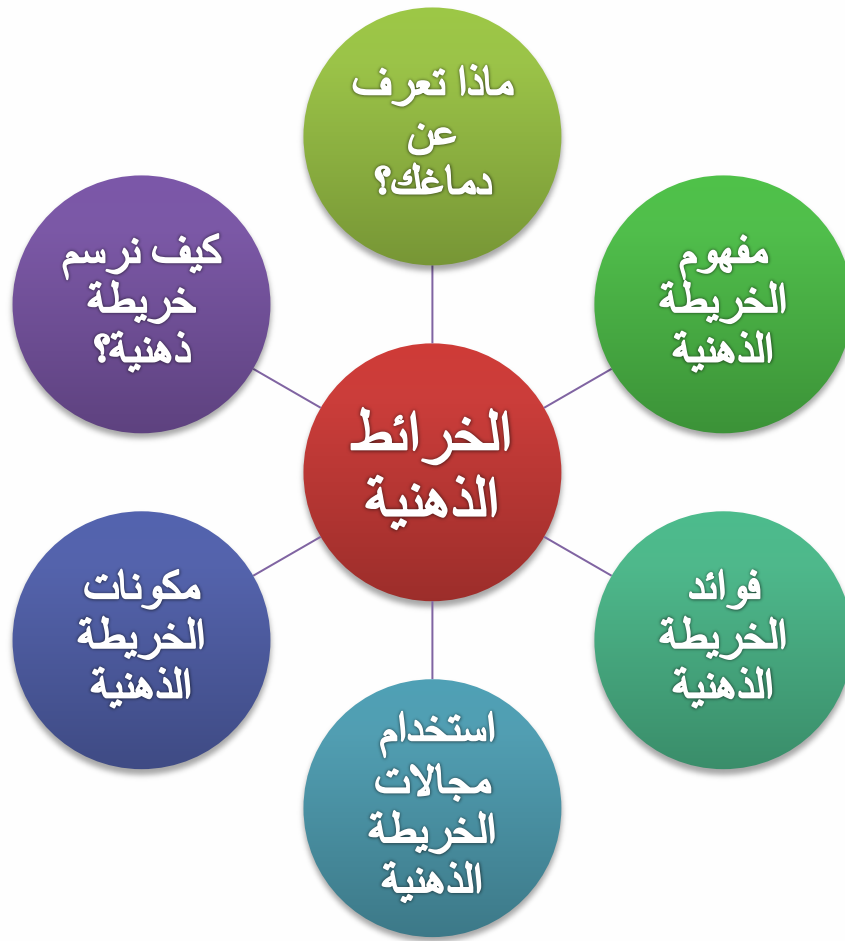 ماذا تعرف
عن
دماغك؟
مفهوم
الخريطة
الذهنية
فوائد
الخريطة
الذهنية
استخدام
مجالات
الخريطة
الذهنية
مكونات
الخريطة
الذهنية
كيف نرسم
خريطة
ذهنية؟
الخرائط
الذهنية